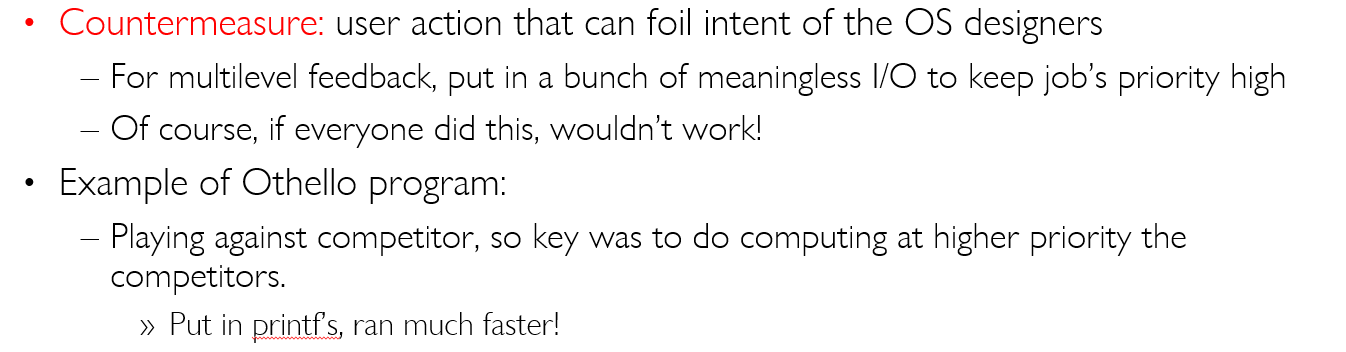 • Countermeasure: user action that can foil intent of the OS designers
– For multilevel feedback, put in a bunch of meaningless I/O to keep job’s priority high
– Of course, if everyone did this, wouldn’t work!
• Example of Othello program:
– Playing against competitor, so key was to do computing at higher priority the
competitors.
» Put in printf’s, ran much faster!